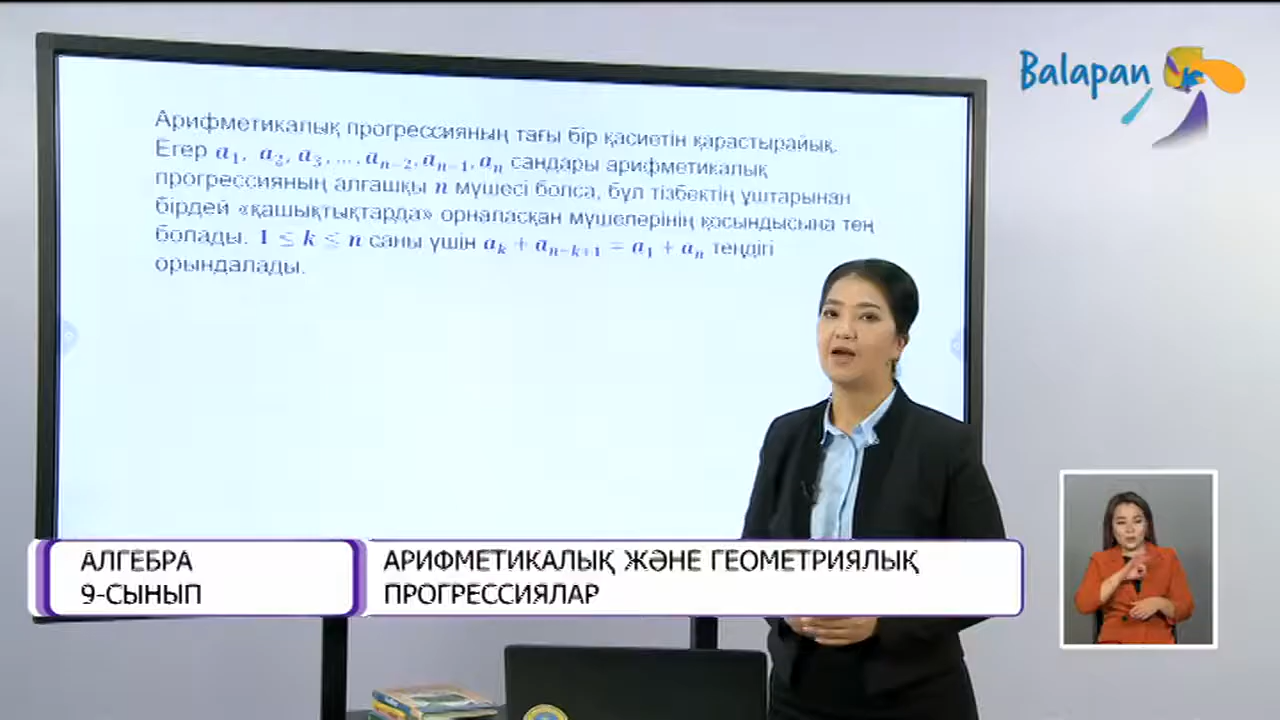 Balapan
Арифметикалық прогрессияның тағы бір қасиетін қарастырайық.
Егер a₁, a₂, a₃, ..., aₙ₋₂, aₙ₋₁, aₙ сандары арифметикалық
прогрессияның алғашқы n мүшесі болса, бұл тізбектің ұштарынан
бірдей «қашықтықтарда» орналасқан мүшелерінің қосындысына тең
болады. 1 ≤ k ≤ n саны үшін aₖ + aₙ₋ₖ₊₁ = a₁ + aₙ теңдігі
орындалады.
АЛГЕБРА
9-СЫНЫП
АРИФМЕТИКАЛЫҚ ЖӘНЕ ГЕОМЕТРИЯЛЫҚ
ПРОГРЕССИЯЛАР